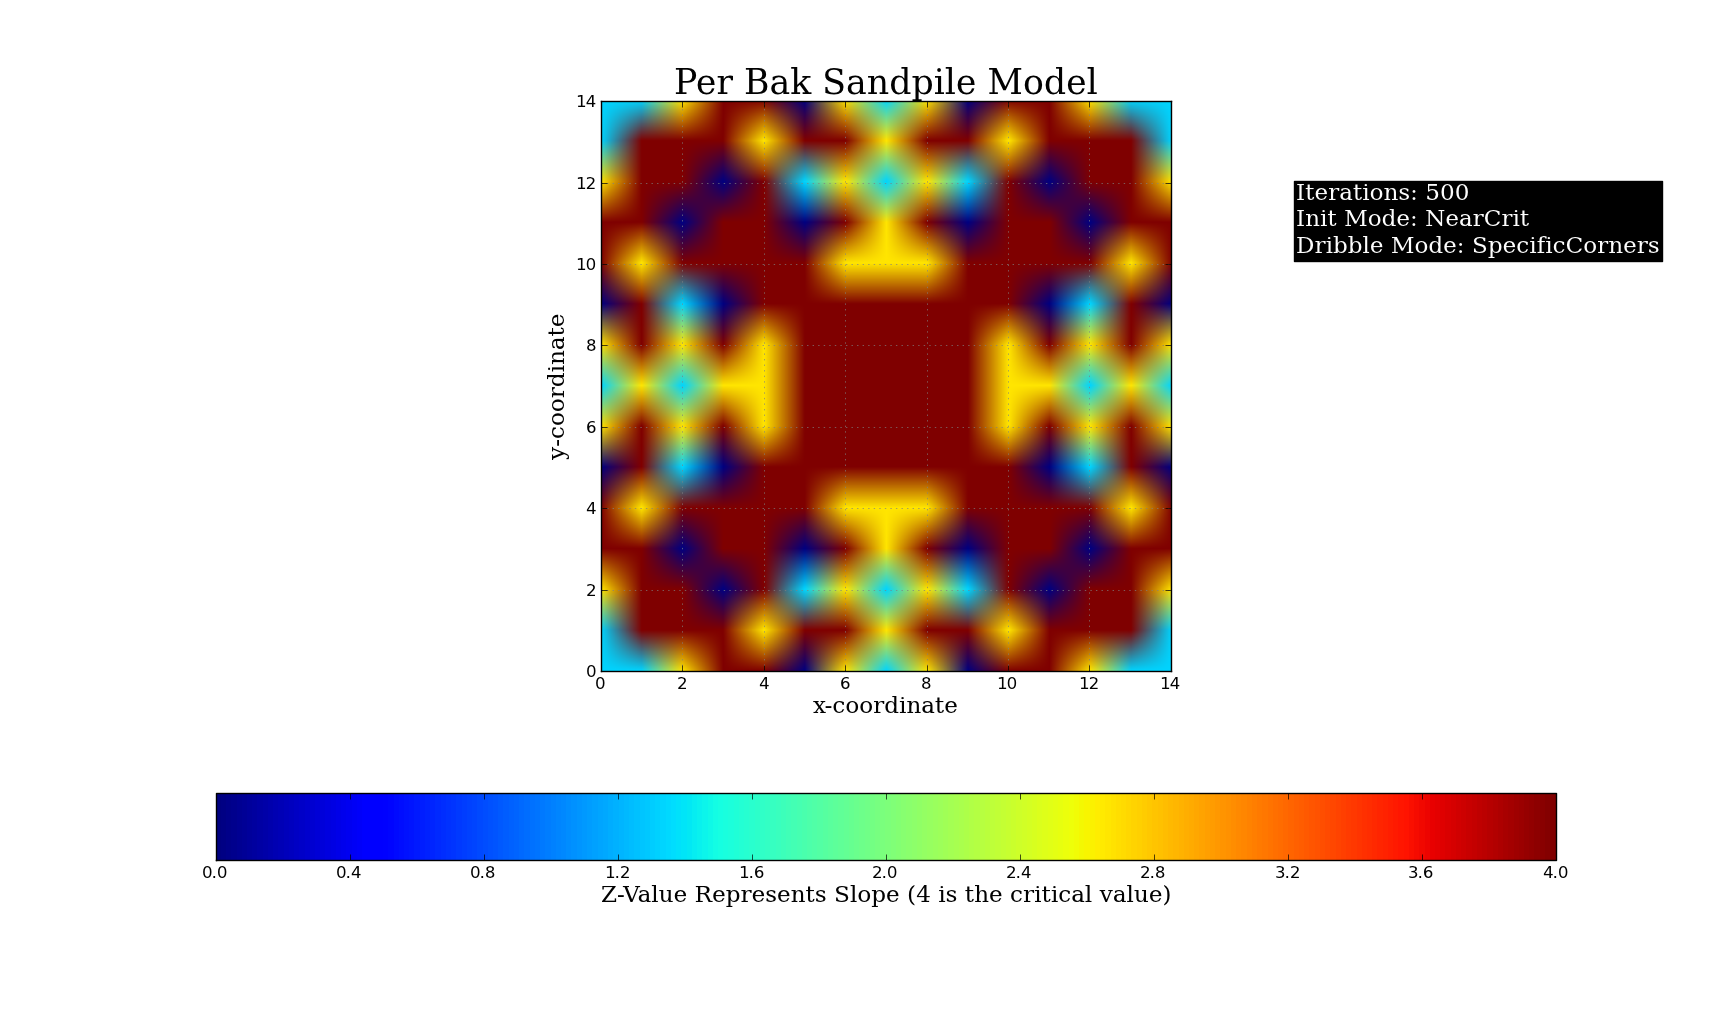 Per Bak Sandpile Model
14
12
10
8
6
4
2
0
y-coordinate
0 2 4 6 8 10 12 14
x-coordinate
Iterations: 500
Init Mode: NearCrit
Dribble Mode: SpecificCorners
0.0 0.4 0.8 1.2 1.6 2.0 2.4 2.8 3.2 3.6 4.0
Z-Value Represents Slope (4 is the critical value)